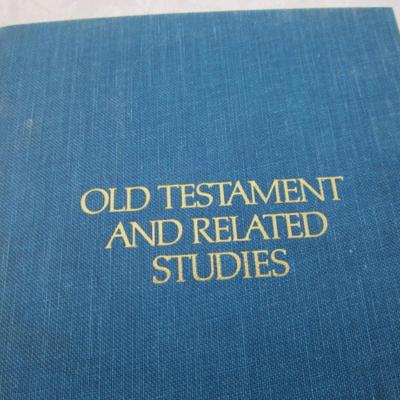 OLD TESTAMENT
AND RELATED
STUDIES